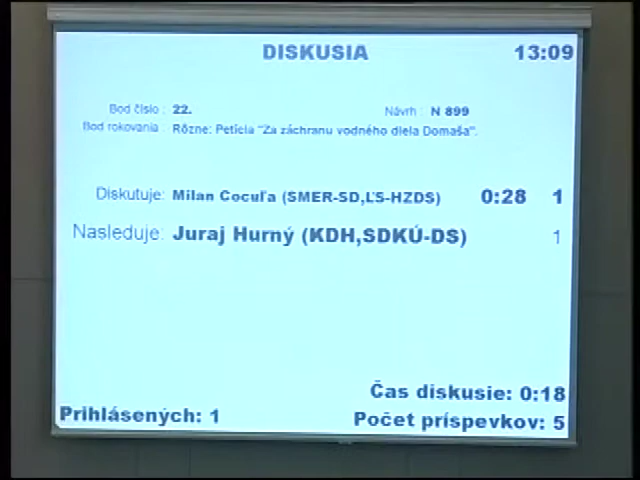 DISKUSIA 13:09
Bod číslo : 22. Návrh : N 899
Bod rokovania : Rôzne: Petícia "Za záchranu vodného diela Domaša".
Diskutuje: Milan Cocuľa (SMER-SD,ĽS-HZDS) 0:28 1
Nasleduje: Juraj Hurný (KDH,SDKÚ-DS) 1
Čas diskusie: 0:18
Prihlásených: 1 Počet príspevkov: 5